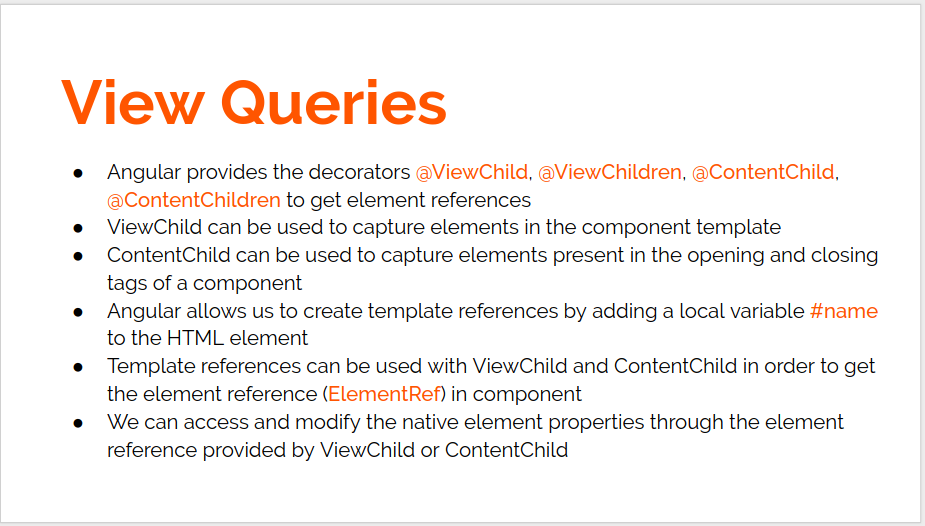 View Queries
● Angular provides the decorators @ViewChild, @ViewChildren, @ContentChild,
@ContentChildren to get element references
● ViewChild can be used to capture elements in the component template
● ContentChild can be used to capture elements present in the opening and closing
tags of a component
● Angular allows us to create template references by adding a local variable #name
to the HTML element
● Template references can be used with ViewChild and ContentChild in order to get
the element reference (ElementRef) in component
● We can access and modify the native element properties through the element
reference provided by ViewChild or ContentChild